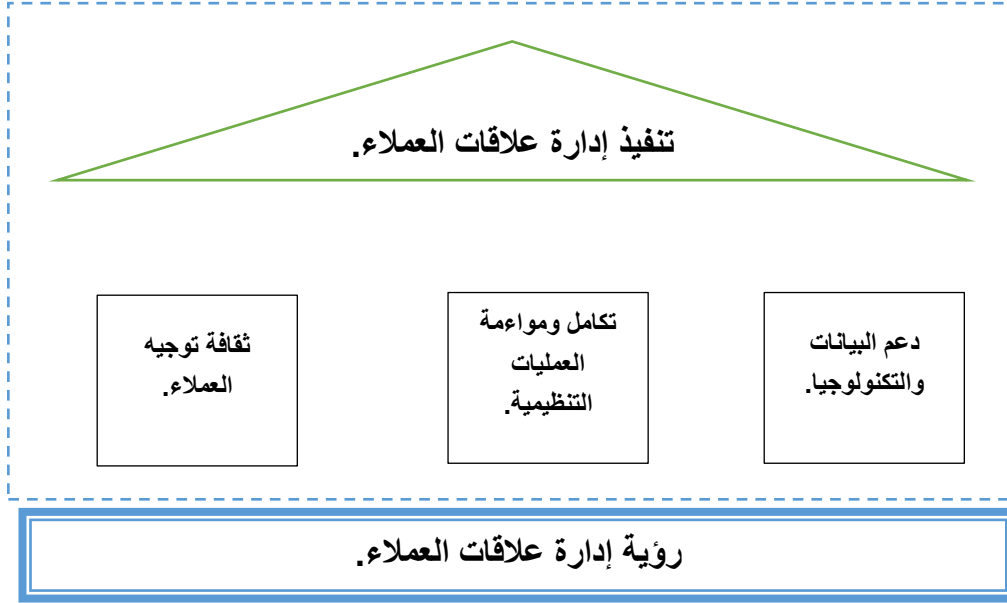 تنفيذ إدارة علاقات العملاء.
دعم البيانات
والتكنولوجيا.
تكامل ومواءمة
العمليات
التنظيمية.
ثقافة توجيه
العملاء.
رؤية إدارة علاقات العملاء.